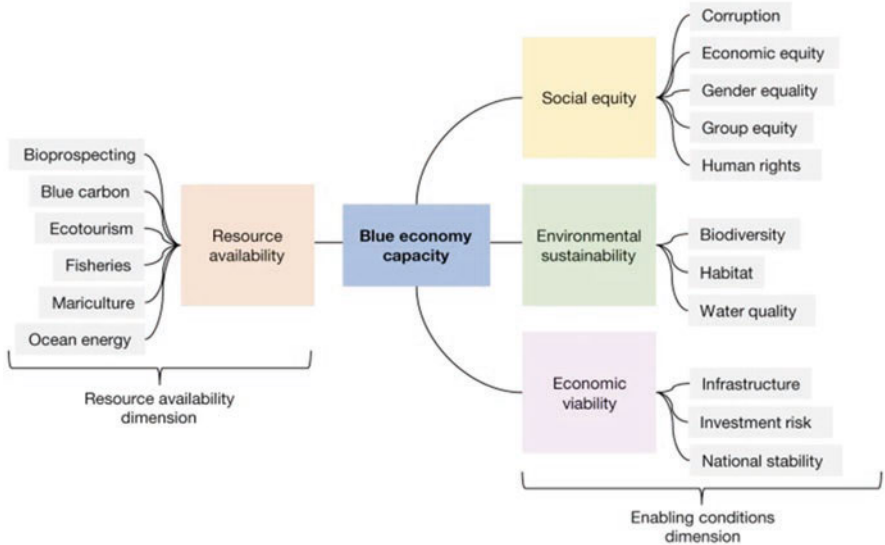 Bioprospecting
Blue carbon
Ecotourism
Fisheries
Mariculture
Ocean energy
Resource availability
dimension
Resource
availability
Blue economy
capacity
Social equity
Corruption
Economic equity
Gender equality
Group equity
Human rights
Environmental
sustainability
Biodiversity
Habitat
Water quality
Economic
viability
Infrastructure
Investment risk
National stability
Enabling conditions
dimension